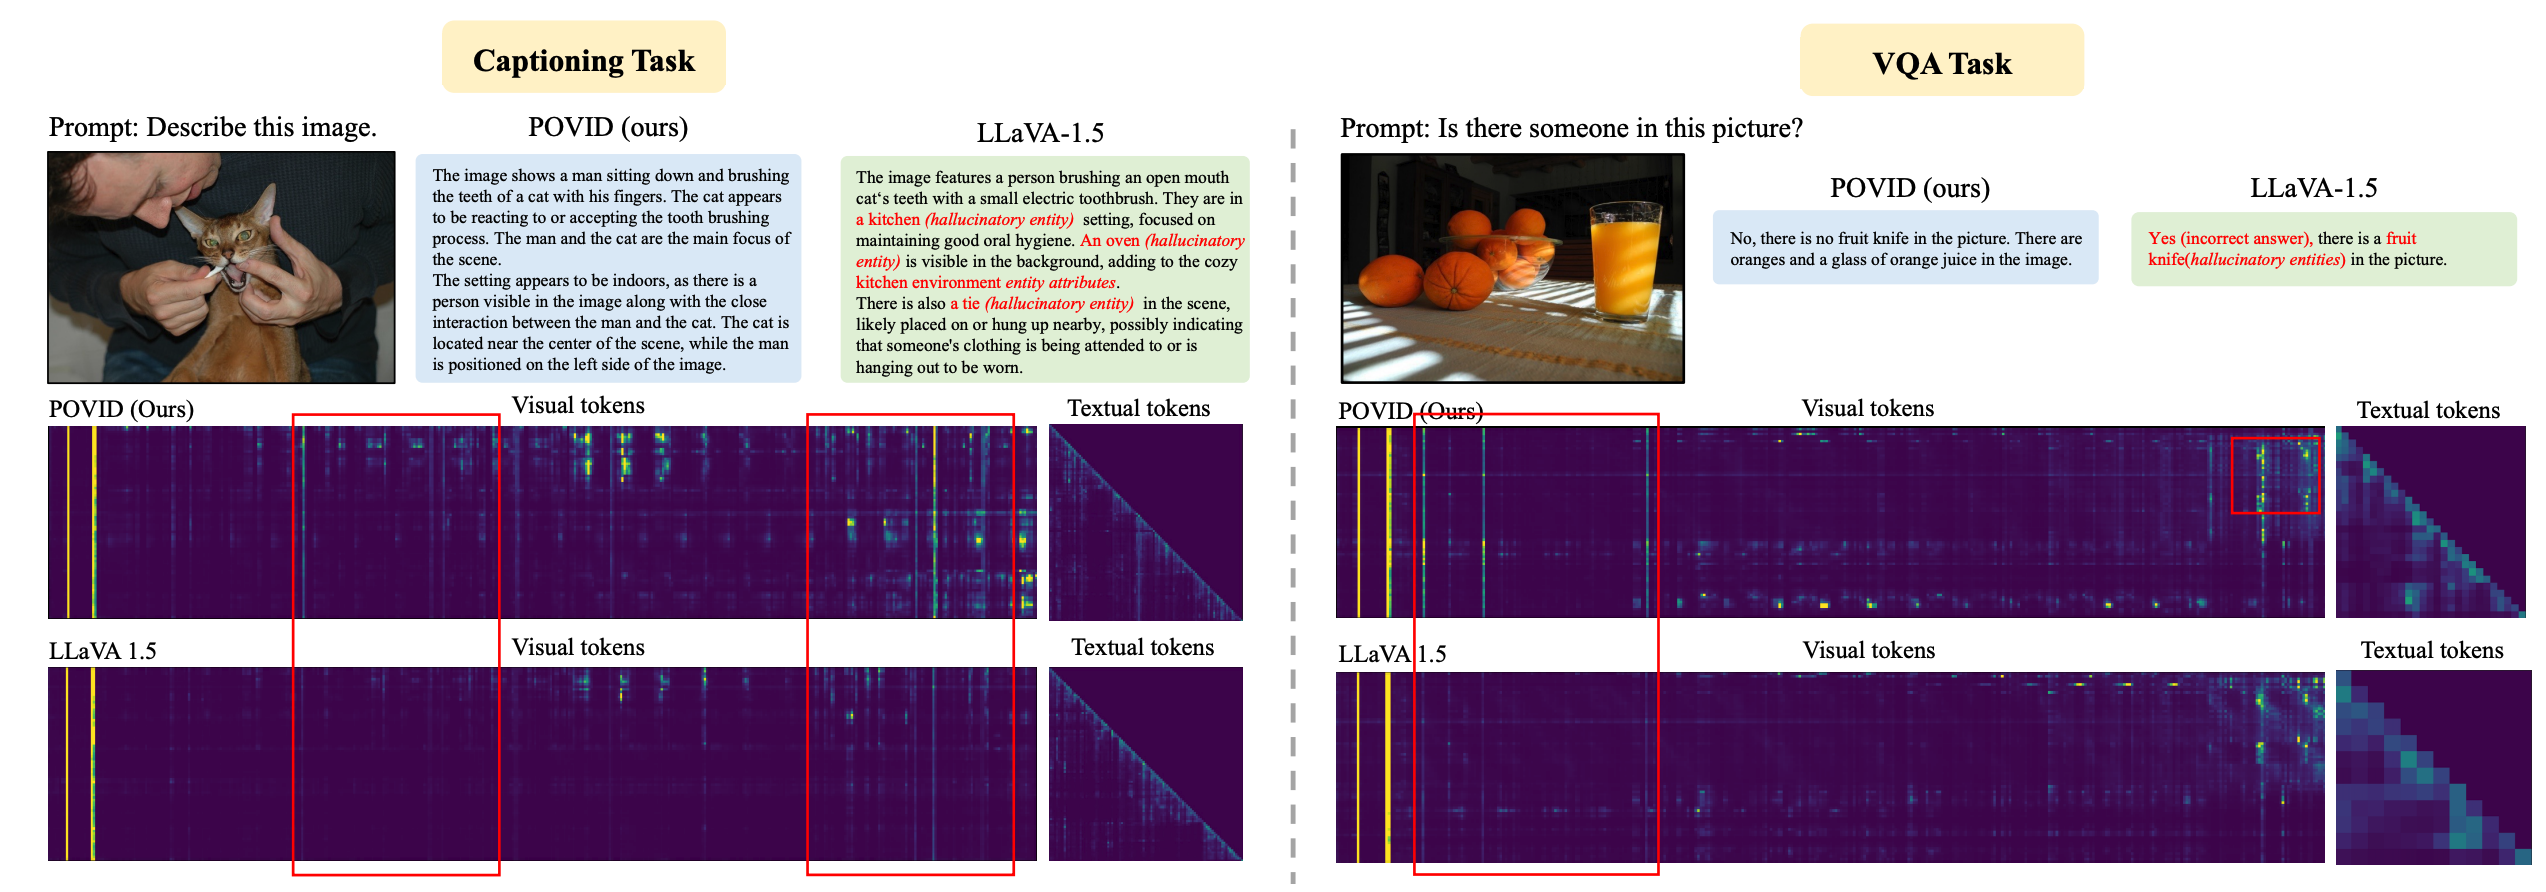 Captioning Task
Prompt: Describe this image.
POVID (ours)
LLaVA-1.5
The image shows a man sitting down and brushing
the teeth of a cat with his fingers. The cat appears
to be reacting to or accepting the tooth brushing
process. The man and the cat are the main focus of
the scene.
The setting appears to be indoors, as there is a
person visible in the image along with the close
interaction between the man and the cat. The cat is
located near the center of the scene, while the man
is positioned on the left side of the image.
The image features a person brushing an open mouth
cat‘s teeth with a small electric toothbrush. They are in
a kitchen (hallucinatory entity) setting, focused on
maintaining good oral hygiene. An oven (hallucinatory
entity) is visible in the background, adding to the cozy
kitchen environment entity attributes.
There is also a tie (hallucinatory entity) in the scene,
likely placed on or hung up nearby, possibly indicating
that someone's clothing is being attended to or is
hanging out to be worn.
POVID (Ours)
Visual tokens
Textual tokens
LLaVA 1.5
Visual tokens
Textual tokens
VQA Task
Prompt: Is there someone in this picture?
POVID (ours)
LLaVA-1.5
No, there is no fruit knife in the picture. There are
oranges and a glass of orange juice in the image.
Yes (incorrect answer), there is a fruit
knife(hallucinatory entities) in the picture.
POVID (Ours)
Visual tokens
Textual tokens
LLaVA 1.5
Visual tokens
Textual tokens